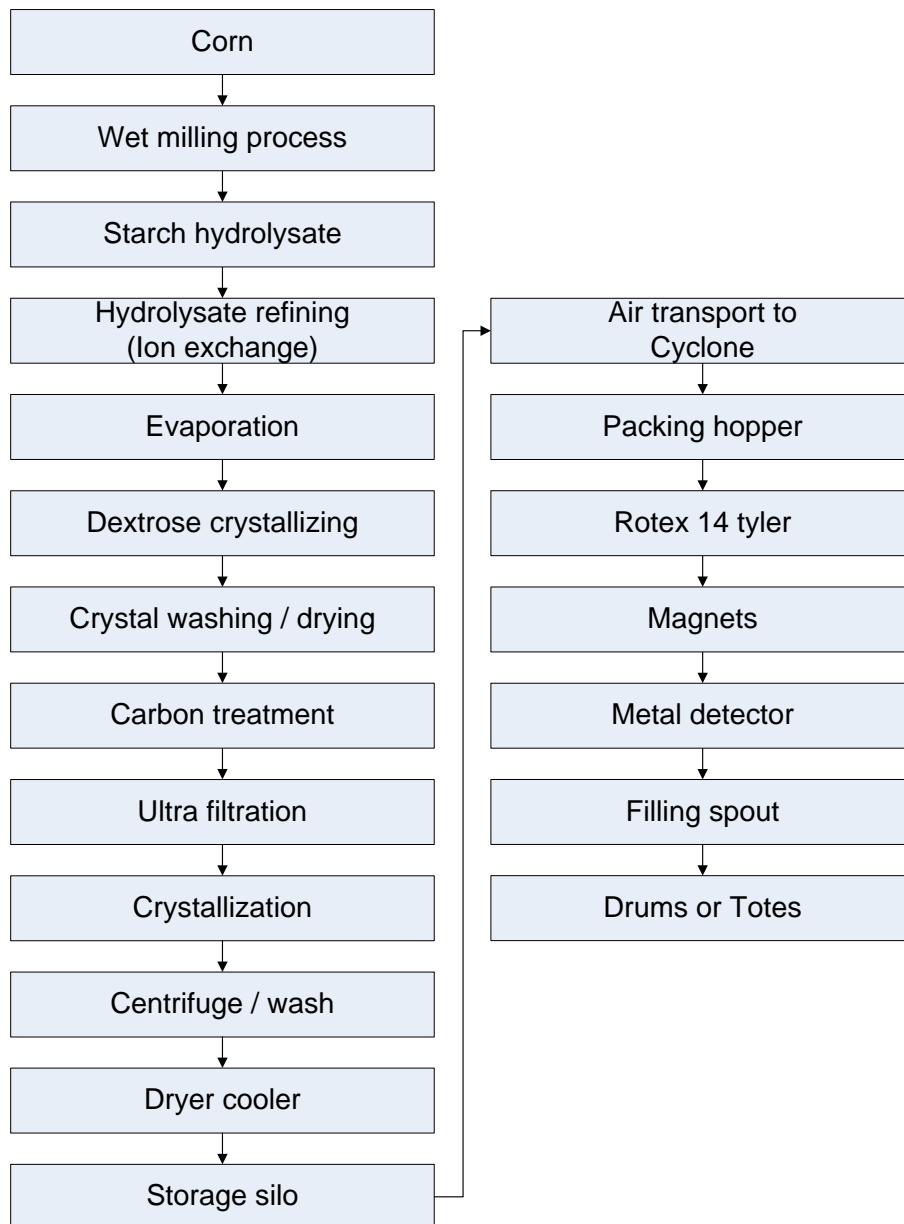 Corn
Wet milling process
Starch hydrolysate
Hydrolysate refining
(Ion exchange)
Evaporation
Dextrose crystallizing
Crystal washing / drying
Carbon treatment
Ultra filtration
Crystallization
Centrifuge / wash
Dryer cooler
Storage silo
Air transport to
Cyclone
Packing hopper
Rotex 14 tyler
Magnets
Metal detector
Filling spout
Drums or Totes